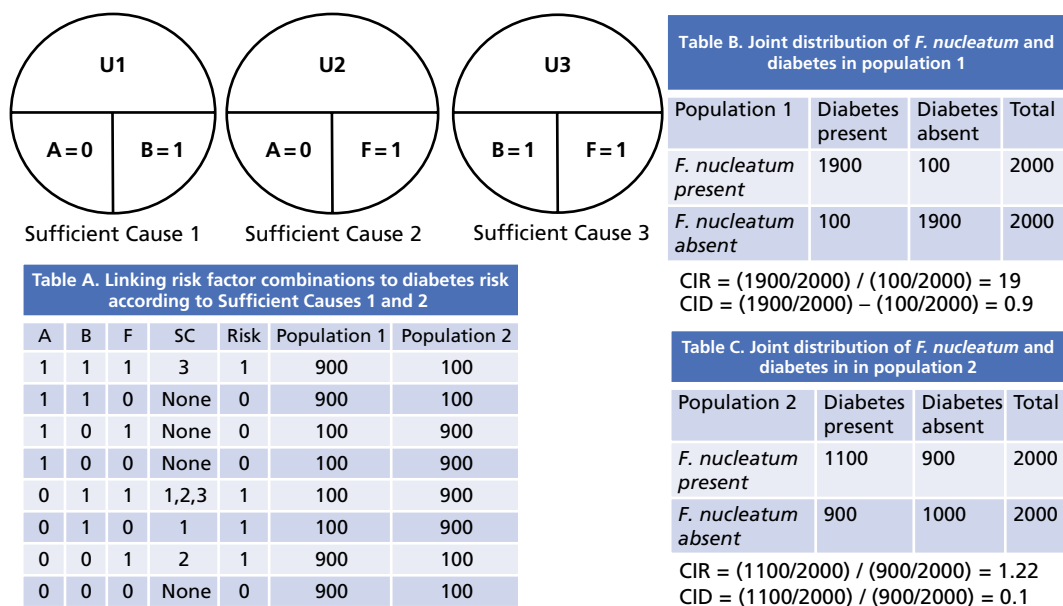 U1
A=0 B=1
Sufficient Cause 1
U2
A=0 F=1
Sufficient Cause 2
U3
B=1 F=1
Sufficient Cause 3
Table A. Linking risk factor combinations to diabetes risk
according to Sufficient Causes 1 and 2
A B F SC Risk Population 1 Population 2
1 1 1 3 1 900 100
1 1 0 None 0 900 100
1 0 1 None 0 100 900
1 0 0 None 0 100 900
0 1 1 1,2,3 1 100 900
0 1 0 1 1 100 900
0 0 1 2 1 900 100
0 0 0 None 0 900 100
Table B. Joint distribution of F. nucleatum and
diabetes in population 1
Population 1 Diabetes present Diabetes absent Total
F. nucleatum present 1900 100 2000
F. nucleatum absent 100 1900 2000
CIR = (1900/2000) / (100/2000) = 19
CID = (1900/2000) – (100/2000) = 0.9
Table C. Joint distribution of F. nucleatum and
diabetes in in population 2
Population 2 Diabetes present Diabetes absent Total
F. nucleatum present 1100 900 2000
F. nucleatum absent 900 1000 2000
CIR = (1100/2000) / (900/2000) = 1.22
CID = (1100/2000) / (900/2000) = 0.1